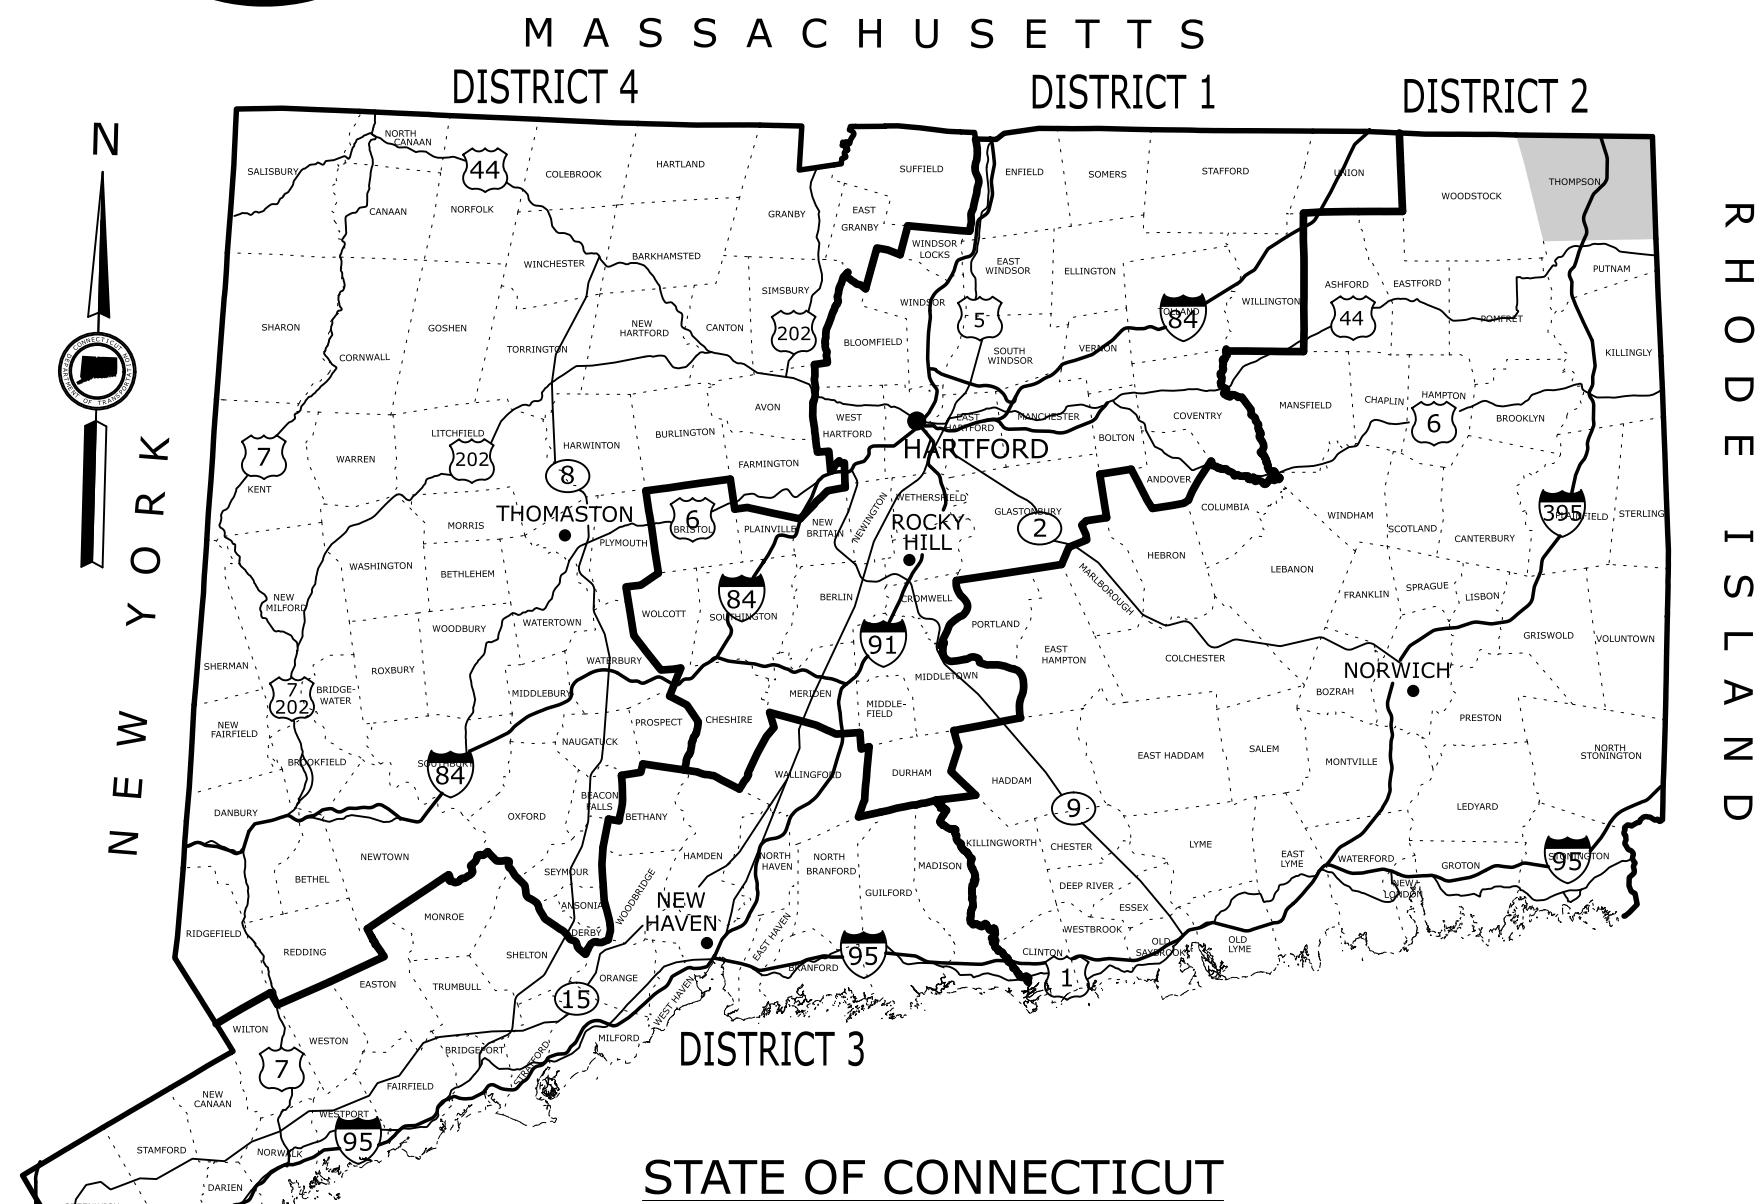 MASSACHUSETTS
DISTRICT 4
DISTRICT 1
DISTRICT 2
N
NEW YORK
RHODE ISLAND
NORTH
CANAAN
SALISBURY
44
COLEBROOK
HARTLAND
SUFFIELD
ENFIELD
SOMERS
STAFFORD
UNION
WOODSTOCK
THOMPSON
CANAAN
NORFOLK
GRANBY
EAST
GRANBY
WINDSOR
LOCKS
WINCHESTER
BARKHAMSTED
EAST
WINDSOR
ELLINGTON
PUTNAM
SIMSBURY
WINDSOR
WILLINGTON
ASHFORD
EASTFORD
SHARON
GOSHEN
NEW
HARTFORD
CANTON
202
5
TOLLAND
84
44
POMFRET
CORNWALL
TORRINGTON
BLOOMFIELD
SOUTH
WINDSOR
VERNON
KILLINGLY
AVON
WEST
HARTFORD
EAST
HARTFORD
MANCHESTER
COVENTRY
MANSFIELD
CHAPLIN
HAMPTON
6
BROOKLYN
LITCHFIELD
202
HARWINTON
BURLINGTON
HARTFORD
BOLTON
7
KENT
WARREN
8
FARMINGTON
ANDOVER
THOMASTON
MORRIS
6
BRISTOL
PLAINVILLE
NEW
BRITAIN
NEWINGTON
WETHERSFIELD
ROCKY
HILL
GLASTONBURY
2
COLUMBIA
WINDHAM
SCOTLAND
CANTERBURY
395
PLAINFIELD
STERLING
PLYMOUTH
WASHINGTON
BETHLEHEM
HEBRON
LEBANON
MARLBOROUGH
FRANKLIN
SPRAGUE
LISBON
NEW
MILFORD
WOODBURY
WATERTOWN
WOLCOTT
84
SOUTHINGTON
BERLIN
CROMWELL
PORTLAND
91
GRISWOLD
VOLUNTOWN
SHERMAN
ROXBURY
WATERBURY
EAST
HAMPTON
COLCHESTER
NORWICH
7
202
BRIDGE-
WATER
MIDDLEBURY
MERIDEN
MIDDLETOWN
BOZRAH
NEW
FAIRFIELD
PROSPECT
CHESHIRE
MIDDLE-
FIELD
PRESTON
NAUGATUCK
BROOKFIELD
SOUTHBURY
84
WALLINGFORD
DURHAM
HADDAM
EAST HADDAM
SALEM
MONTVILLE
NORTH
STONINGTON
DANBURY
OXFORD
BEACON
FALLS
BETHANY
9
LEDYARD
NEWTOWN
HAMDEN
NORTH
HAVEN
NORTH
BRANFORD
MADISON
KILLINGWORTH
CHESTER
LYME
EAST
LYME
WATERFORD
GROTON
STONINGTON
95
BETHEL
SEYMOUR
WOODBRIDGE
GUILFORD
DEEP RIVER
NEW
LONDON
MONROE
ANSONIA
NEW
HAVEN
ESSEX
RIDGEFIELD
REDDING
DERBY
EAST HAVEN
WESTBROOK
SHELTON
95
CLINTON
OLD
SAYBROOK
OLD
LYME
EASTON
TRUMBULL
ORANGE
BRANFORD
1
15
WEST HAVEN
WILTON
WESTON
BRIDGEPORT
STRATFORD
MILFORD
DISTRICT 3
7
NEW
CANAAN
FAIRFIELD
WESTPORT
95
STAMFORD
NORWALK
DARIEN
STATE OF CONNECTICUT